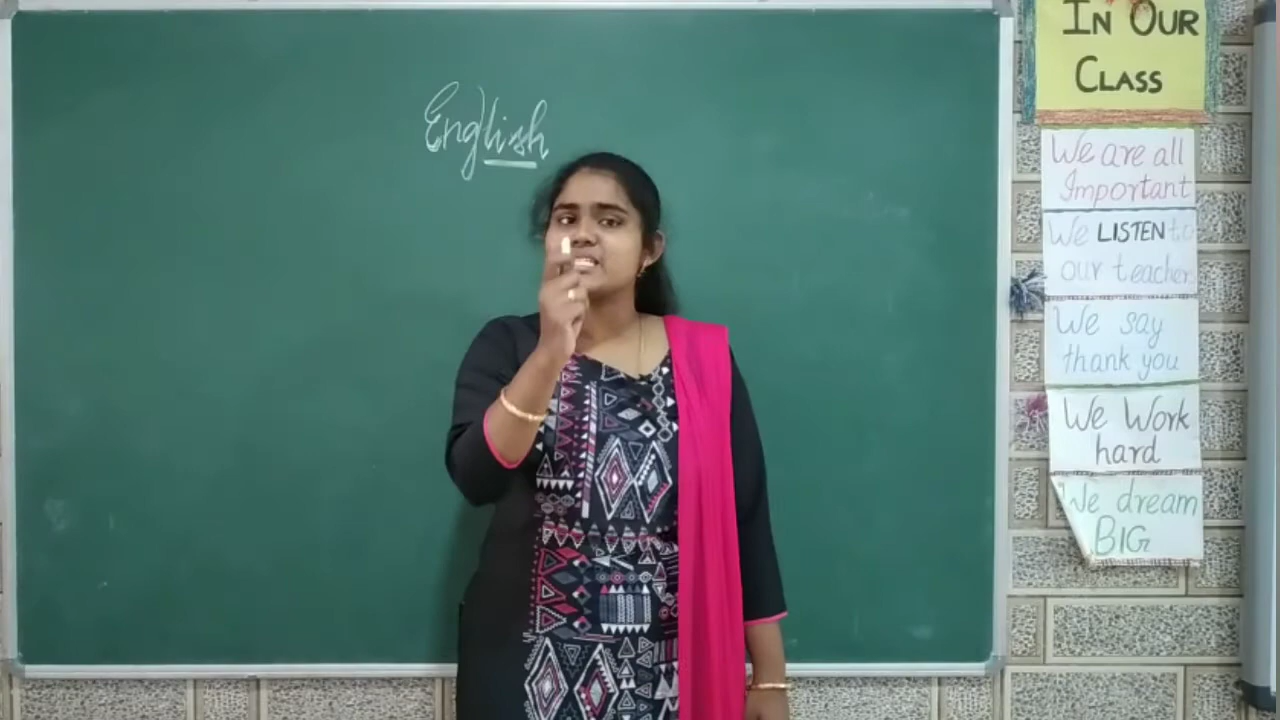 English
IN OUR
CLASS
We are all
Important
We LISTEN to
our teacher
We say
thank you
We Work
hard
We dream
BIG